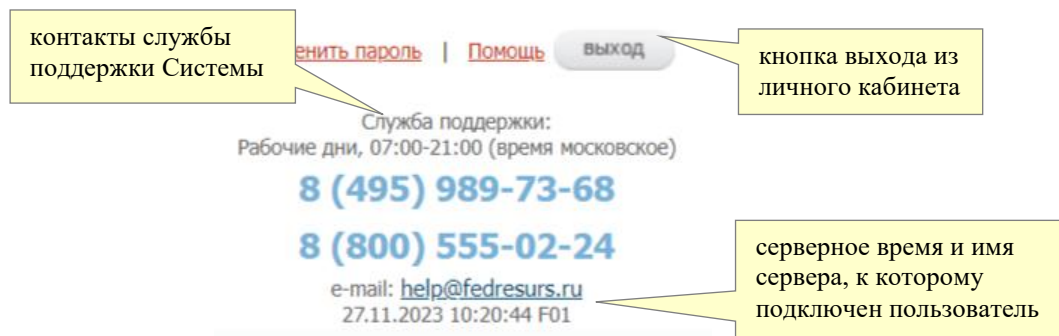 контакты службы
поддержки Системы
енить пароль | Помощь выход
кнопка выхода из
личного кабинета
Служба поддержки:
Рабочие дни, 07:00-21:00 (время московское)
8 (495) 989-73-68
8 (800) 555-02-24
e-mail: help@fedresurs.ru
27.11.2023 10:20:44 F01
серверное время и имя
сервера, к которому
подключен пользователь